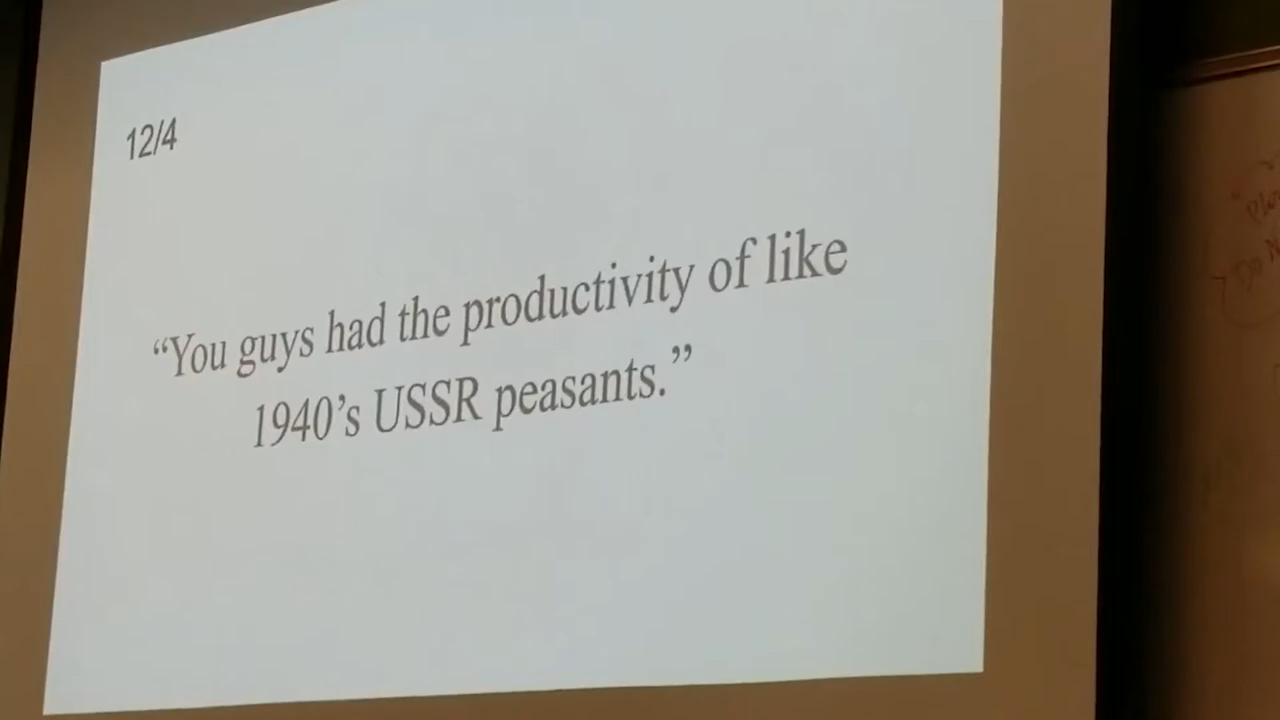 12/4
“You guys had the productivity of like
1940’s USSR peasants.”